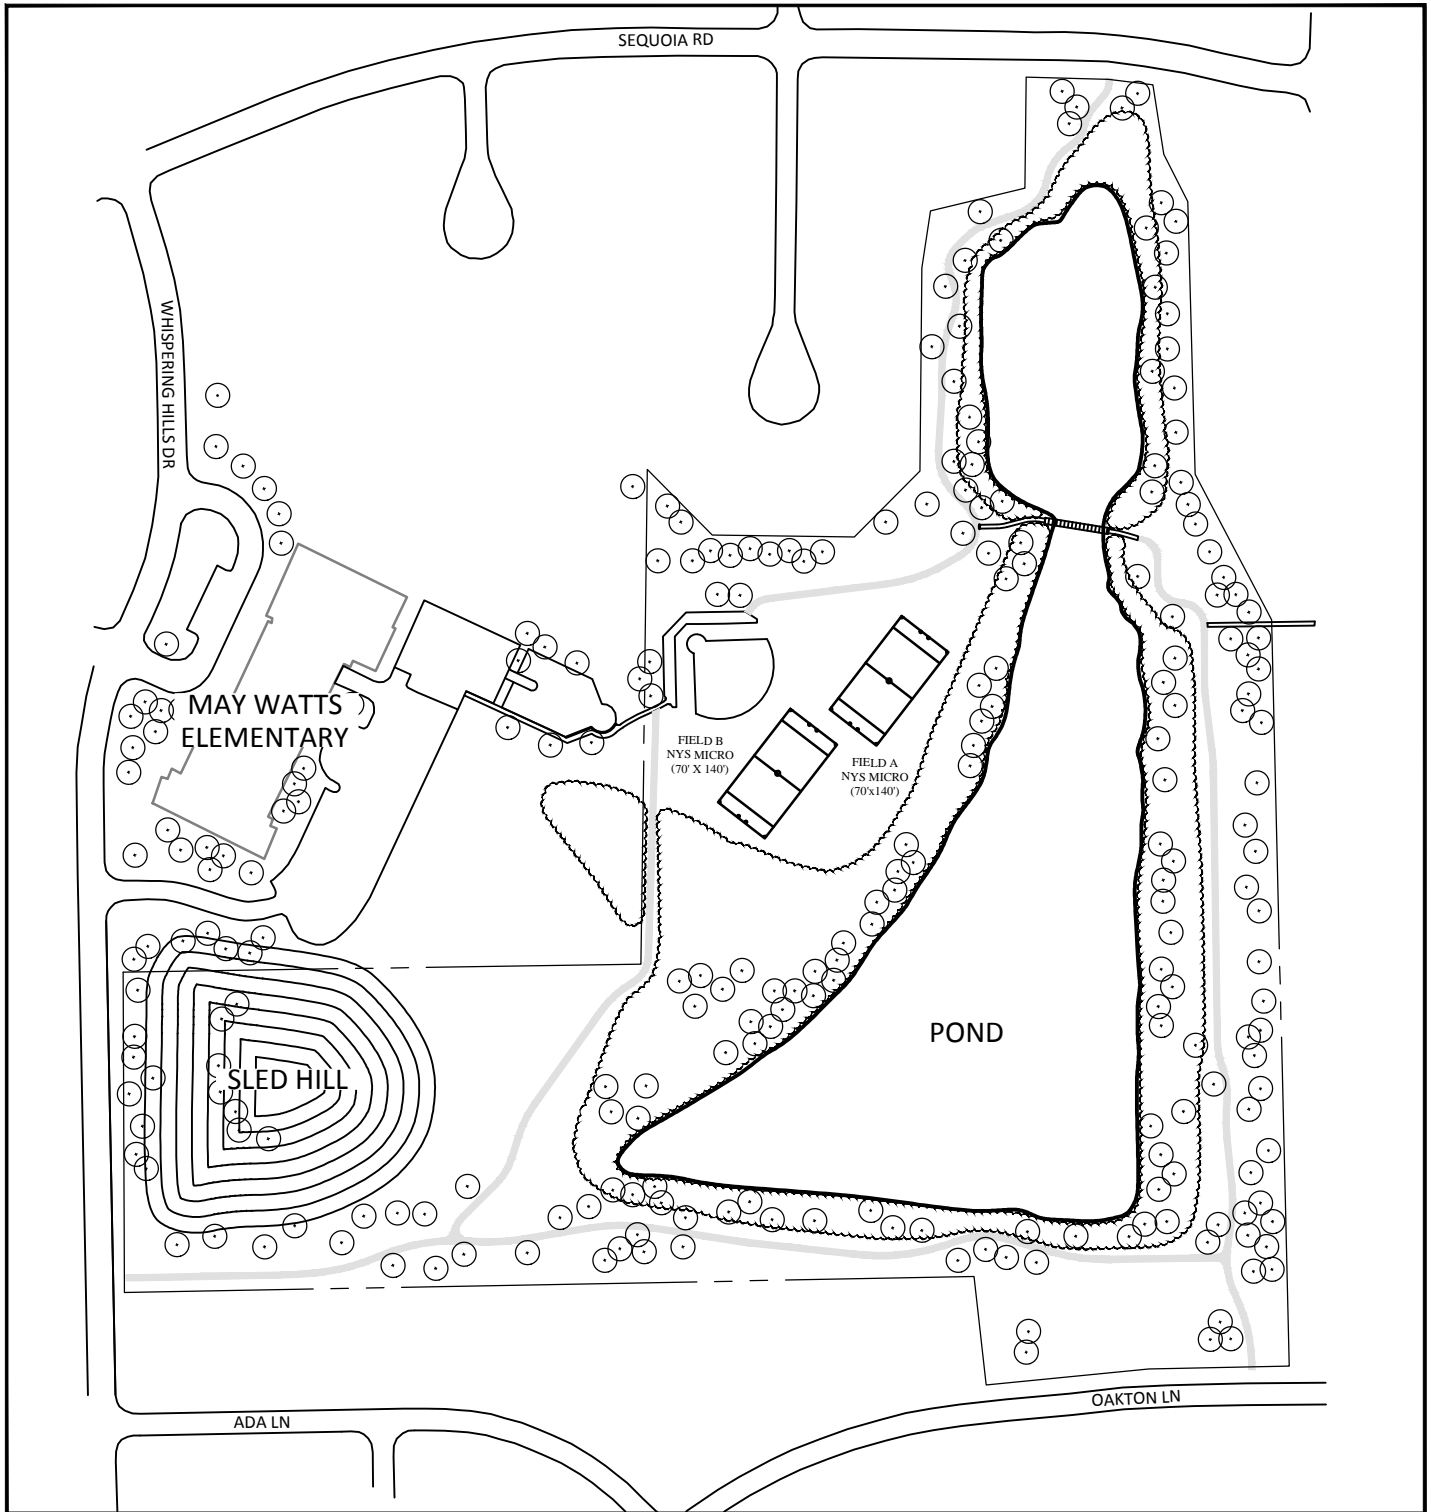 SEQUOIA RD
WHISPERING HILLS DR
MAY WATTS
ELEMENTARY
FIELD B
NYS MICRO
(70' X 140')
FIELD A
NYS MICRO
(70'x140')
POND
SLED HILL
OAKTON LN
ADA LN